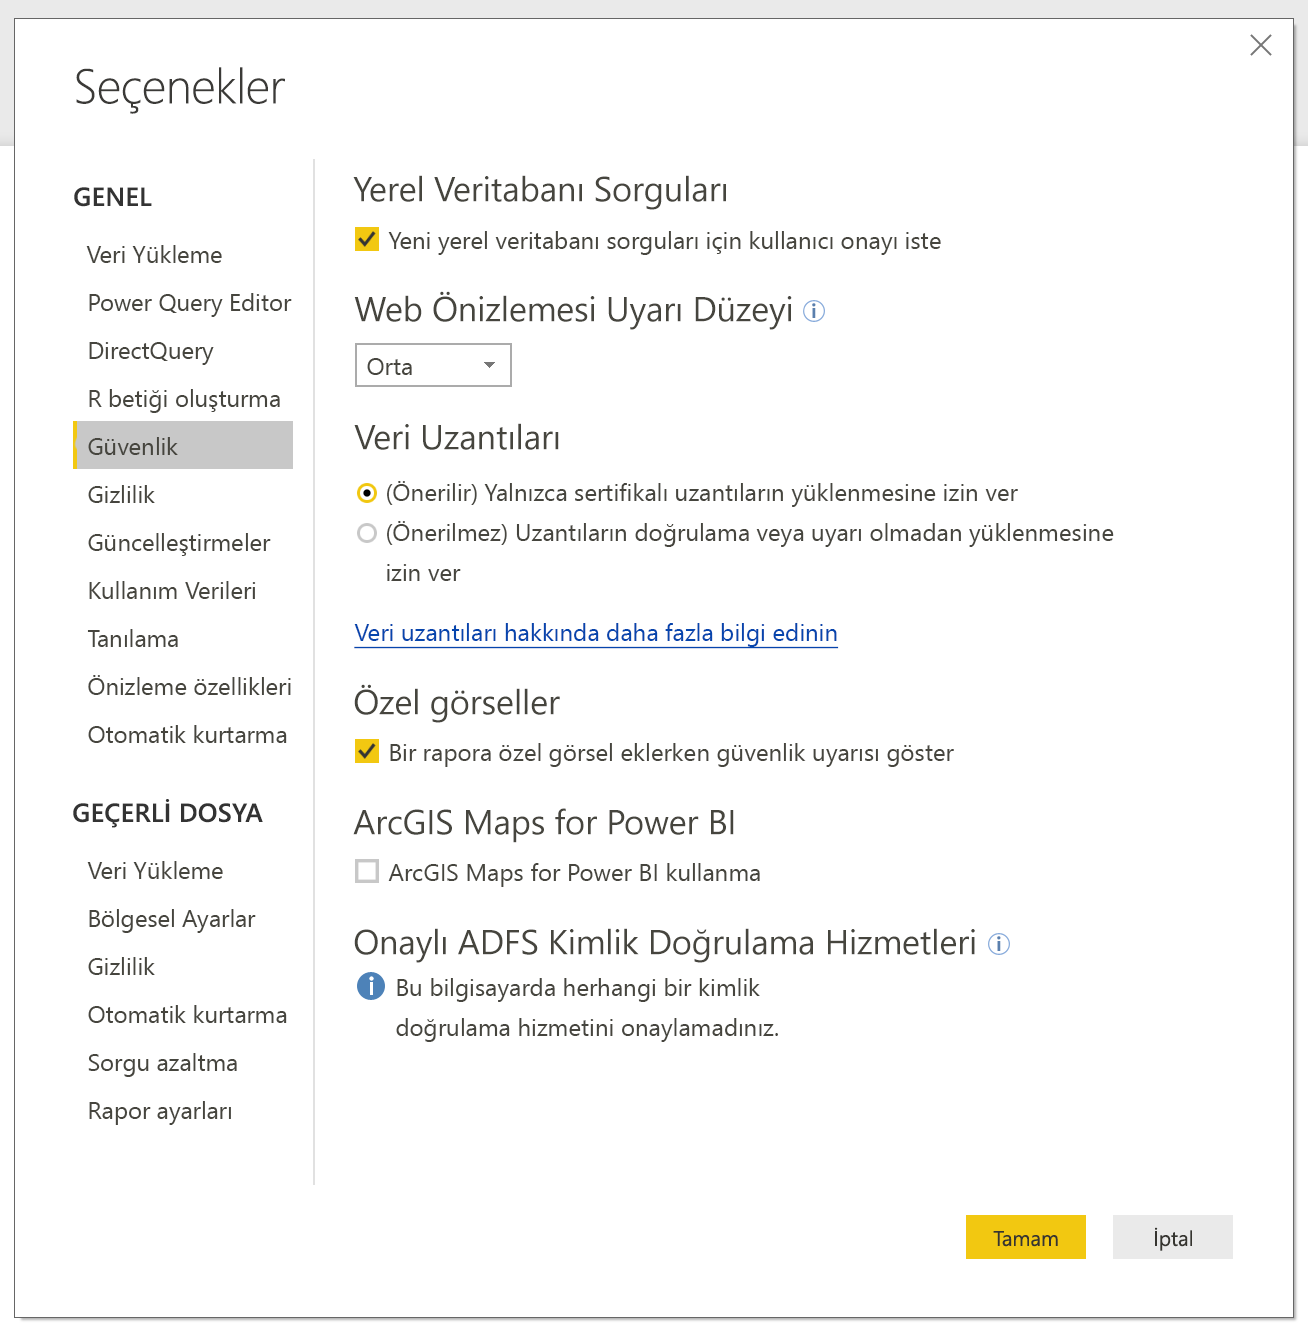 Seçenekler
GENEL
Veri Yükleme
Power Query Editor
DirectQuery
R betiği oluşturma
Güvenlik
Gizlilik
Güncelleştirmeler
Kullanım Verileri
Tanılama
Önizleme özellikleri
Otomatik kurtarma
GEÇERLİ DOSYA
Veri Yükleme
Bölgesel Ayarlar
Gizlilik
Otomatik kurtarma
Sorgu azaltma
Rapor ayarları
Yerel Veritabanı Sorguları
Yeni yerel veritabanı sorguları için kullanıcı onayı iste
Web Önizlemesi Uyarı Düzeyi
Orta
Veri Uzantıları
(Önerilir) Yalnızca sertifikalı uzantıların yüklenmesine izin ver
(Önerilmez) Uzantıların doğrulama veya uyarı olmadan yüklenmesine
izin ver
Veri uzantıları hakkında daha fazla bilgi edinin
Özel görseller
Bir rapora özel görsel eklerken güvenlik uyarısı göster
ArcGIS Maps for Power BI
ArcGIS Maps for Power BI kullanma
Onaylı ADFS Kimlik Doğrulama Hizmetleri
Bu bilgisayarda herhangi bir kimlik
doğrulama hizmetini onaylamadınız.
Tamam
İptal